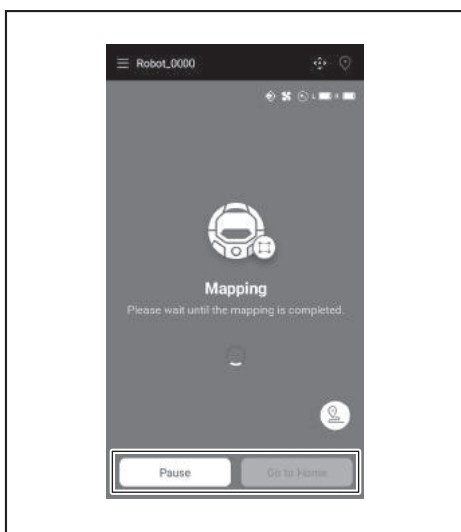 Robot_0000
L R
Mapping
Please wait until the mapping is completed.
Pause Go to Home